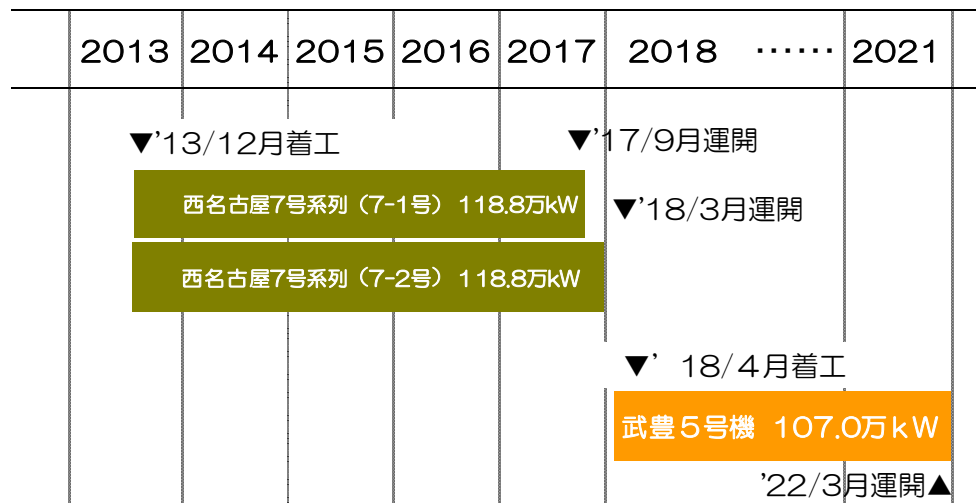 2013 2014 2015 2016 2017 2018 …… 2021
▼'13/12月着工 ▼'17/9月運開
西名古屋7号系列（7-1号） 118.8万kW
▼'18/3月運開
西名古屋7号系列（7-2号） 118.8万kW
▼’ 18/４月着工
武豊５号機 107.0万ｋW
'22/3月運開▲